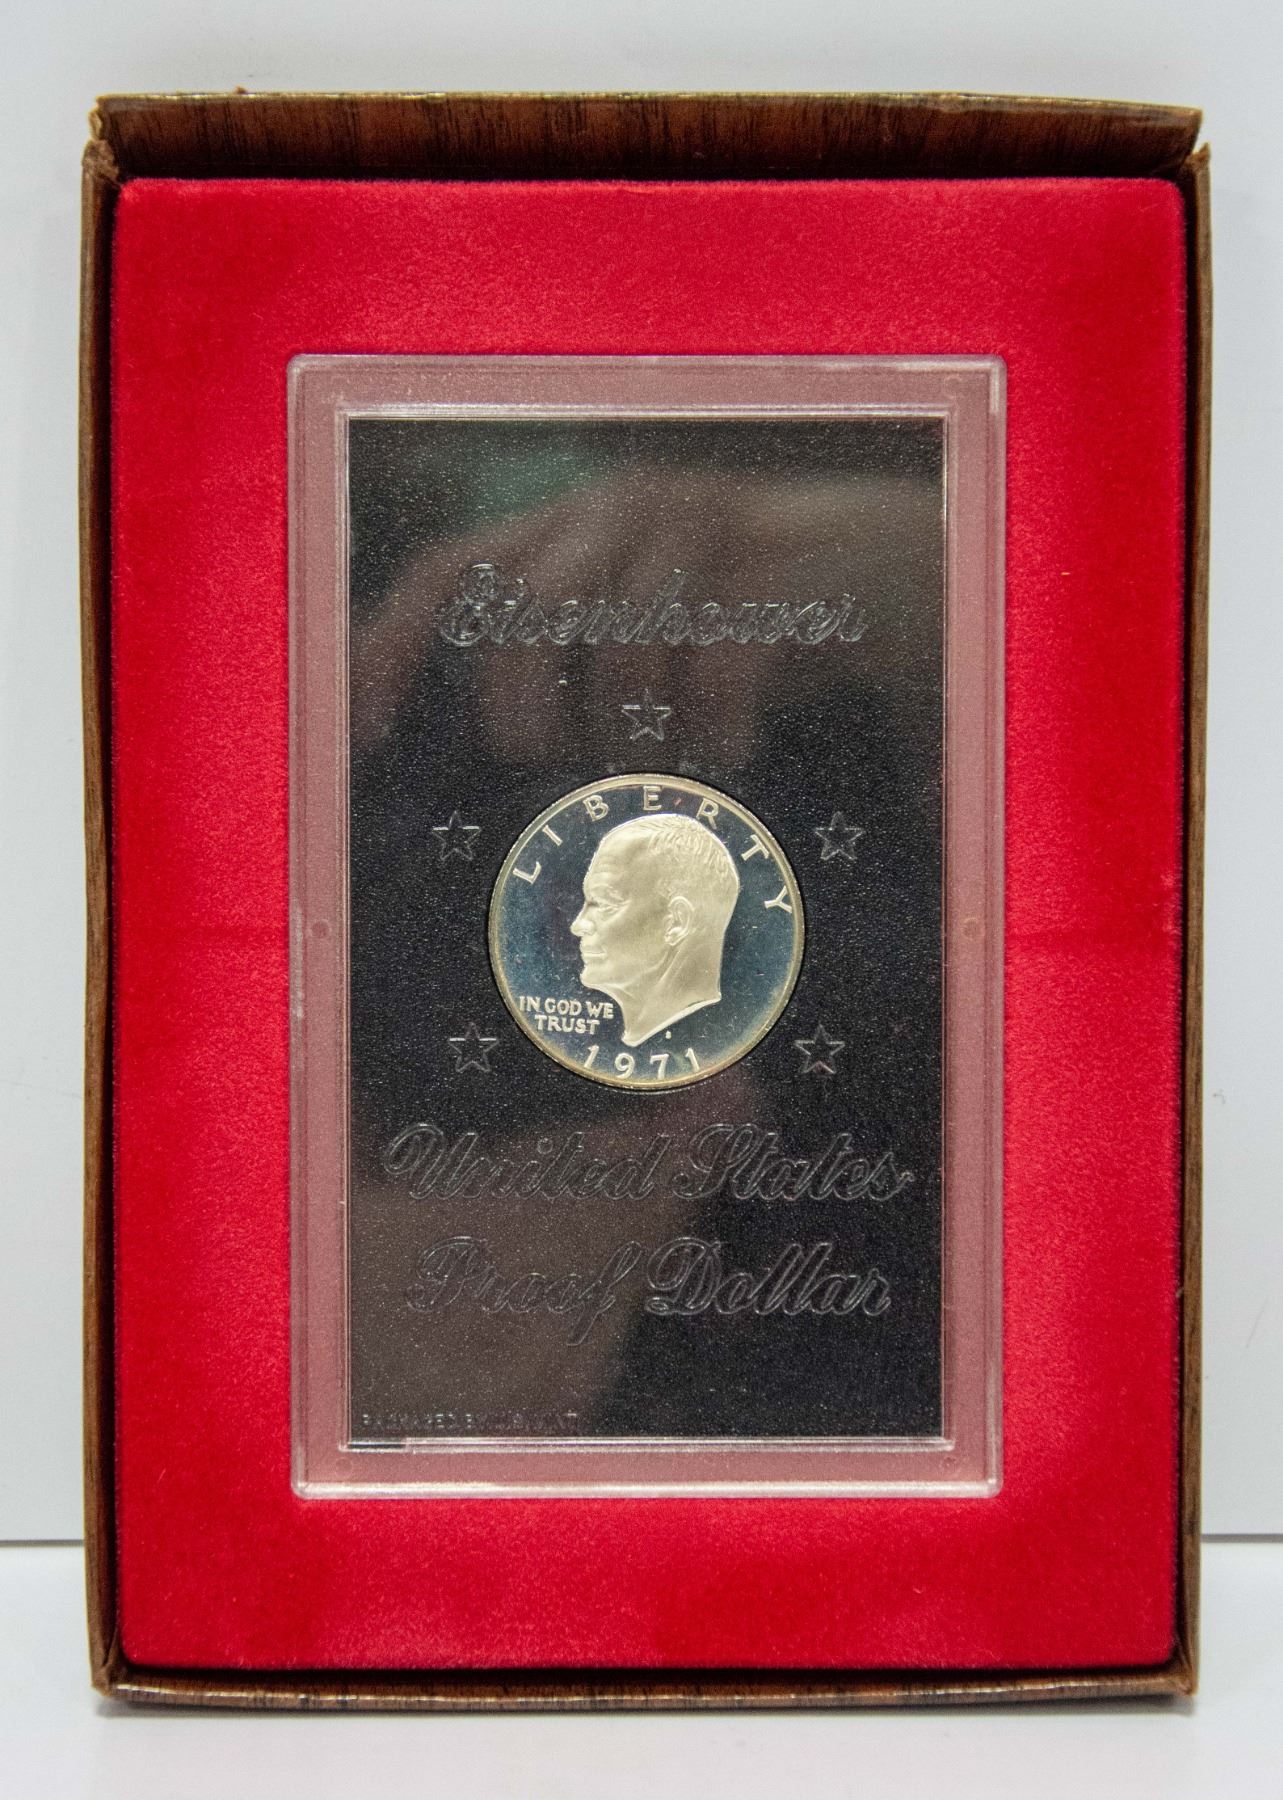 Eisenhower
LIBERTY
IN GOD WE
TRUST
1971
United States
Proof Dollar